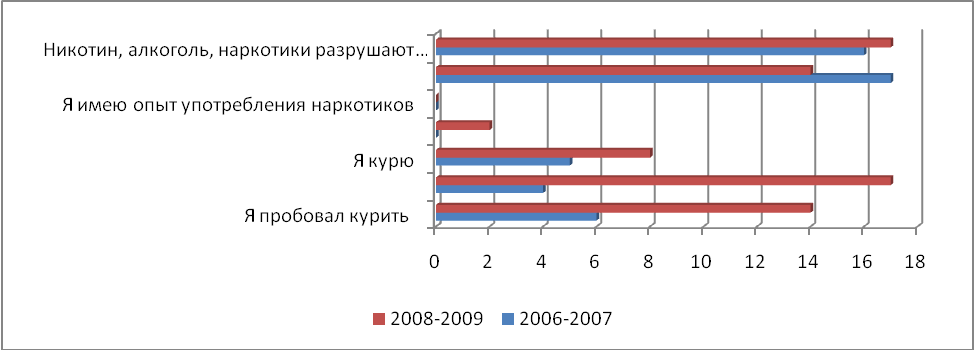 Никотин, алкоголь, наркотики разрушают...
Я имею опыт употребления наркотиков
Я курю
Я пробовал курить
0 2 4 6 8 10 12 14 16 18
2008-2009 2006-2007